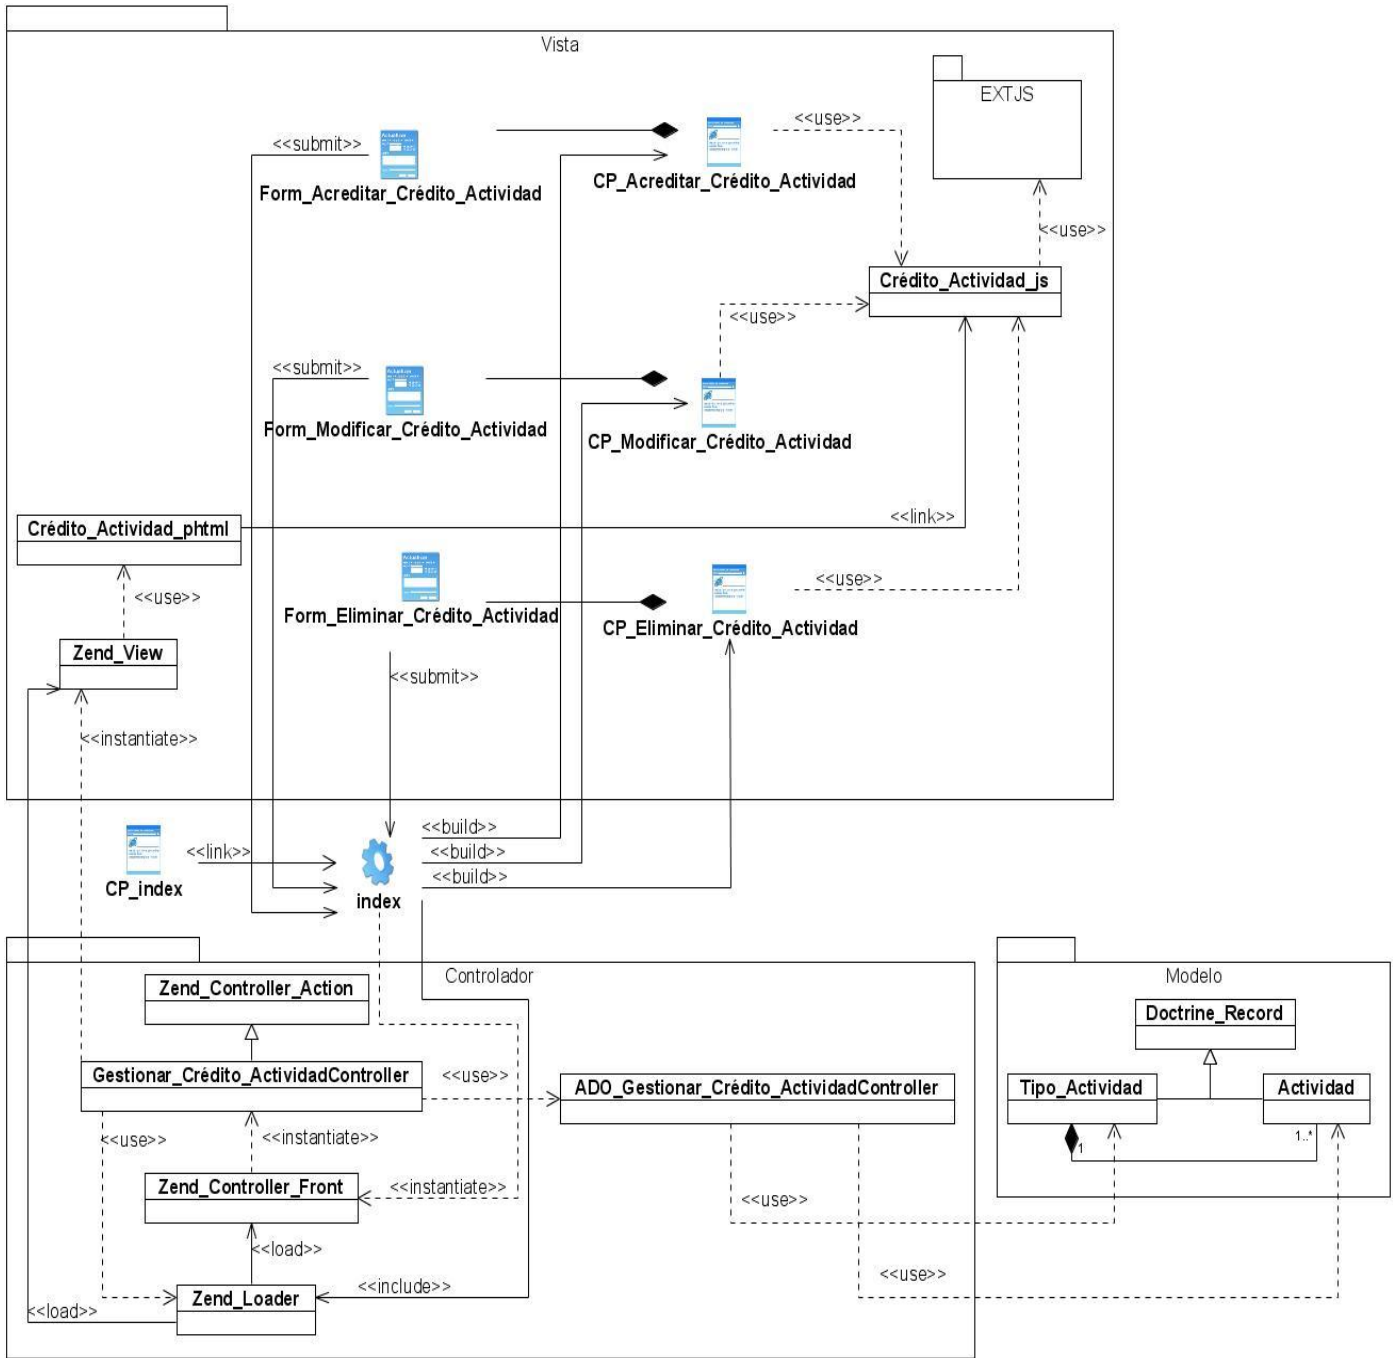 Vista
EXTJS
<<submit>>
<<use>>
Form_Acreditar_Crédito_Actividad
CP_Acreditar_Crédito_Actividad
<<use>>
Crédito_Actividad_js
<<use>>
<<submit>>
Form_Modificar_Crédito_Actividad
CP_Modificar_Crédito_Actividad
Crédito_Actividad_phtml
<<link>>
<<use>>
<<use>>
Form_Eliminar_Crédito_Actividad
CP_Eliminar_Crédito_Actividad
Zend_View
<<submit>>
<<instantiate>>
<<build>>
<<link>>
<<build>>
<<build>>
CP_index
index
Controlador
Modelo
Zend_Controller_Action
Doctrine_Record
Gestionar_Crédito_ActividadController
<<use>>
ADO_Gestionar_Crédito_ActividadController
Tipo_Actividad
Actividad
<<use>>
<<instantiate>>
1
1..*
Zend_Controller_Front
<<instantiate>>
<<use>>
<<load>>
<<use>>
<<include>>
Zend_Loader
<<load>>